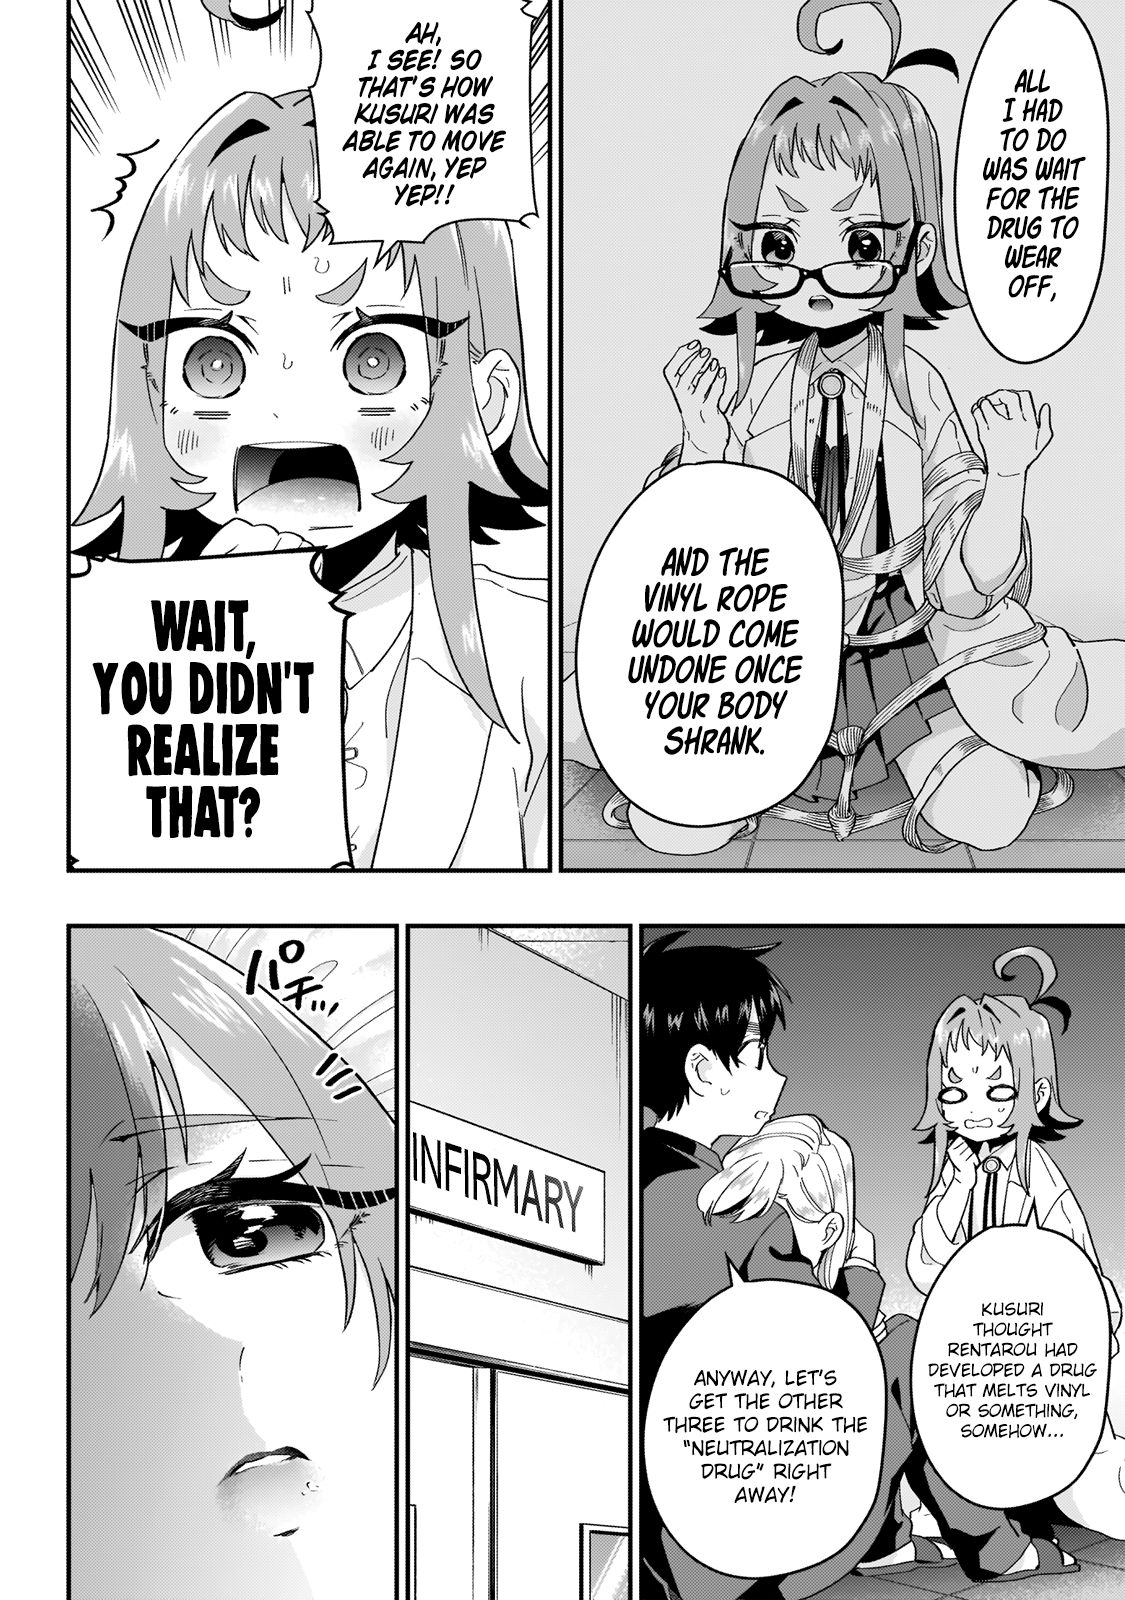 ALL
I HAD
TO DO
WAS WAIT
FOR THE
DRUG TO
WEAR
OFF,
AND THE
VINYL ROPE
WOULD COME
UNDONE ONCE
YOUR BODY
SHRANK.
AH,
I SEE! SO
THAT'S HOW
KUSURI WAS
ABLE TO MOVE
AGAIN, YEP
YEP!!
WAIT,
YOU DIDN'T
REALIZE
THAT?
KUSURI
THOUGHT
RENTAROU HAD
DEVELOPED A DRUG
THAT MELTS VINYL
OR SOMETHING,
SOMEHOW...
ANYWAY, LET'S
GET THE OTHER
THREE TO DRINK THE
"NEUTRALIZATION
DRUG" RIGHT
AWAY!
INFIRMARY
パチ...